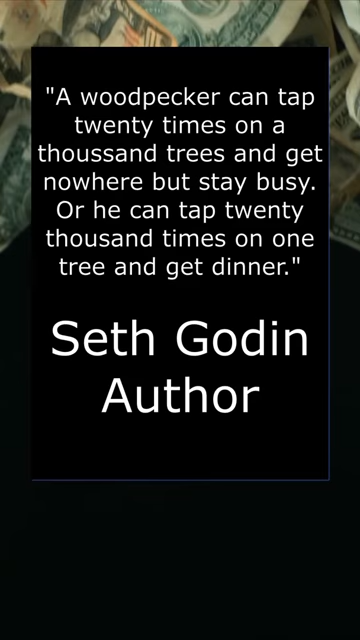 "A woodpecker can tap
twenty times on a
thoussand trees and get
nowhere but stay busy.
Or he can tap twenty
thousand times on one
tree and get dinner."
Seth Godin
Author